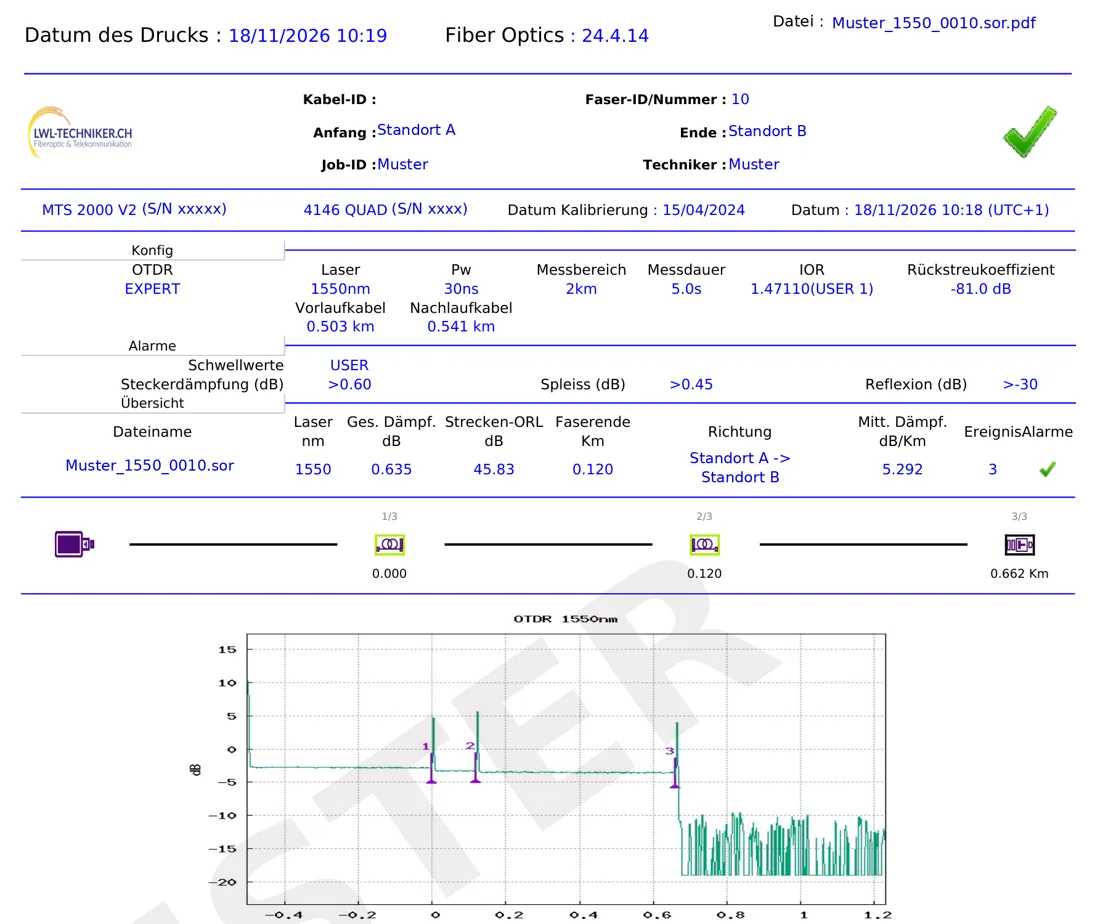 Datum des Drucks : 18/11/2026 10:19 Fiber Optics : 24.4.14 Datei : Muster_1550_0010.sor.pdf
Kabel-ID : Faser-ID/Nummer : 10
LWL-TECHNIKER.CH
Fiberoptic & Telekommunikation
Anfang : Standort A Ende : Standort B
Job-ID : Muster Techniker : Muster
MTS 2000 V2 (S/N xxxxx) 4146 QUAD (S/N xxxx) Datum Kalibrierung : 15/04/2024 Datum : 18/11/2026 10:18 (UTC+1)
Konfig
OTDR Laser Pw Messbereich Messdauer IOR Rückstreukoeffizient
EXPERT 1550nm 30ns 2km 5.0s 1.47110(USER 1) -81.0 dB
Vorlaufkabel Nachlaufkabel
0.503 km 0.541 km
Alarme
Schwellwerte USER
Steckerdämpfung (dB) >0.60 Spleiss (dB) >0.45 Reflexion (dB) >-30
Übersicht
Dateiname Laser nm Ges. Dämpf. dB Strecken-ORL dB Faserende Km Richtung Mitt. Dämpf. dB/Km EreignisAlarme
Muster_1550_0010.sor 1550 0.635 45.83 0.120 Standort A -> Standort B 5.292 3
1/3 2/3 3/3
0.000 0.120 0.662 Km
OTDR 1550nm
15
10
5
0
-5
-10
-15
-20
dB
1 2 3
-0.4 -0.2 0 0.2 0.4 0.6 0.8 1 1.2
STER